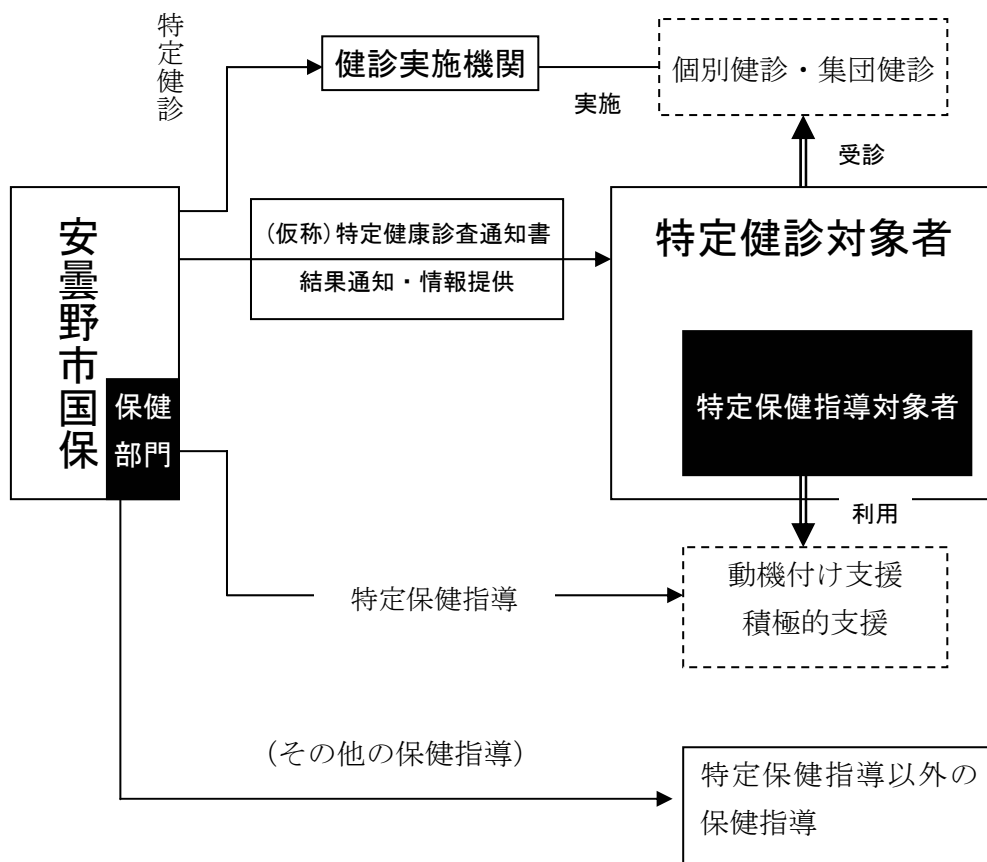 特定健診
健診実施機関
実施
個別健診・集団健診
受診
安曇野市国保
保健
部門
(仮称)特定健康診査通知書
結果通知・情報提供
特定健診対象者
特定保健指導対象者
利用
特定保健指導
動機付け支援
積極的支援
(その他の保健指導)
特定保健指導以外の
保健指導